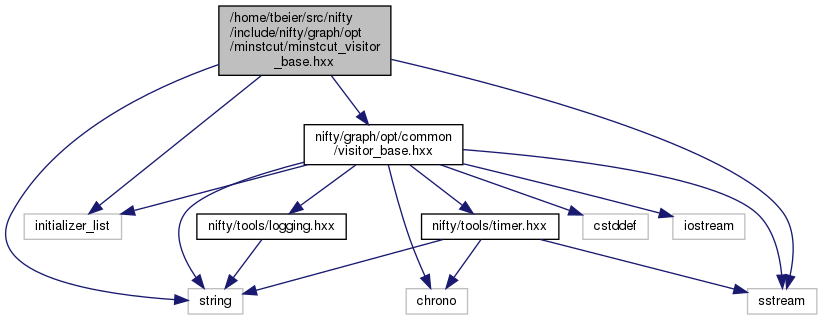 /home/tbeier/src/nifty
/include/nifty/graph/opt
/minstcut/minstcut_visitor
_base.hxx
nifty/graph/opt/common
/visitor_base.hxx
initializer_list
nifty/tools/logging.hxx
nifty/tools/timer.hxx
cstddef
iostream
string
chrono
sstream